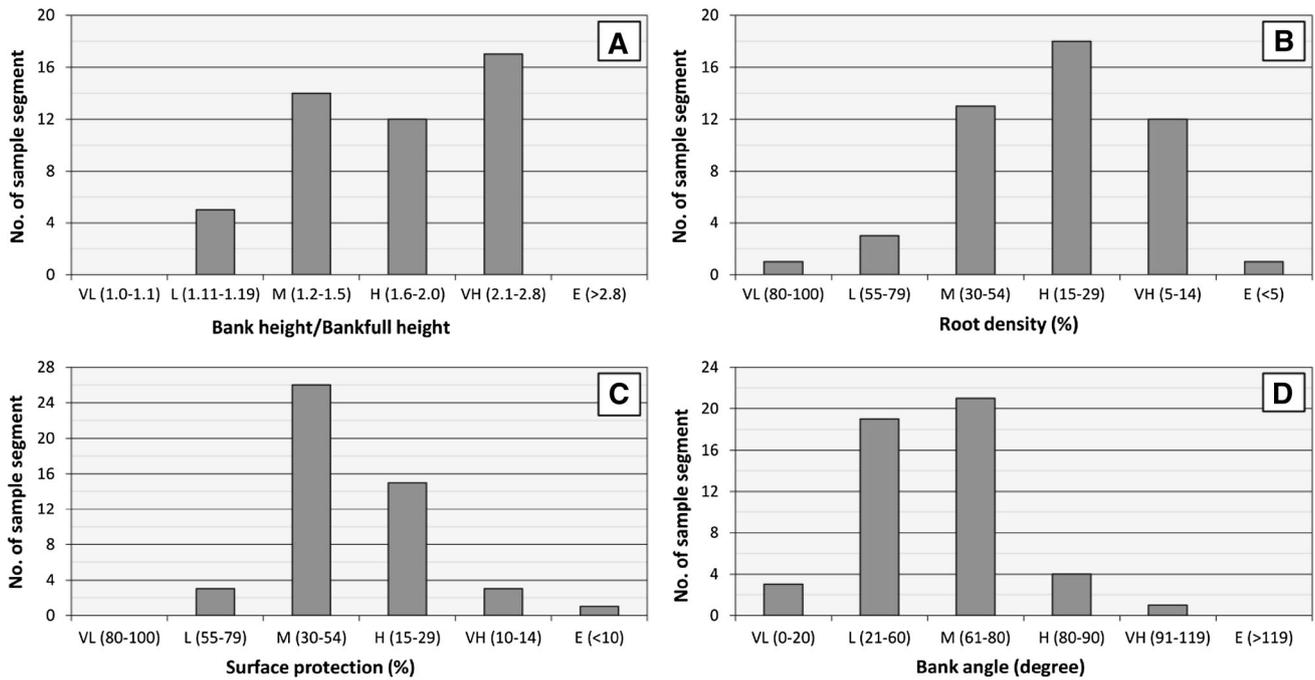 20
16
12
8
4
0
No. of sample segment
A
VL (1.0-1.1) L (1.11-1.19) M (1.2-1.5) H (1.6-2.0) VH (2.1-2.8) E (>2.8)
Bank height/Bankfull height
20
16
12
8
4
0
No. of sample segment
B
VL (80-100) L (55-79) M (30-54) H (15-29) VH (5-14) E (<5)
Root density (%)
28
24
20
16
12
8
4
0
No. of sample segment
C
VL (80-100) L (55-79) M (30-54) H (15-29) VH (10-14) E (<10)
Surface protection (%)
24
20
16
12
8
4
0
No. of sample segment
D
VL (0-20) L (21-60) M (61-80) H (80-90) VH (91-119) E (>119)
Bank angle (degree)